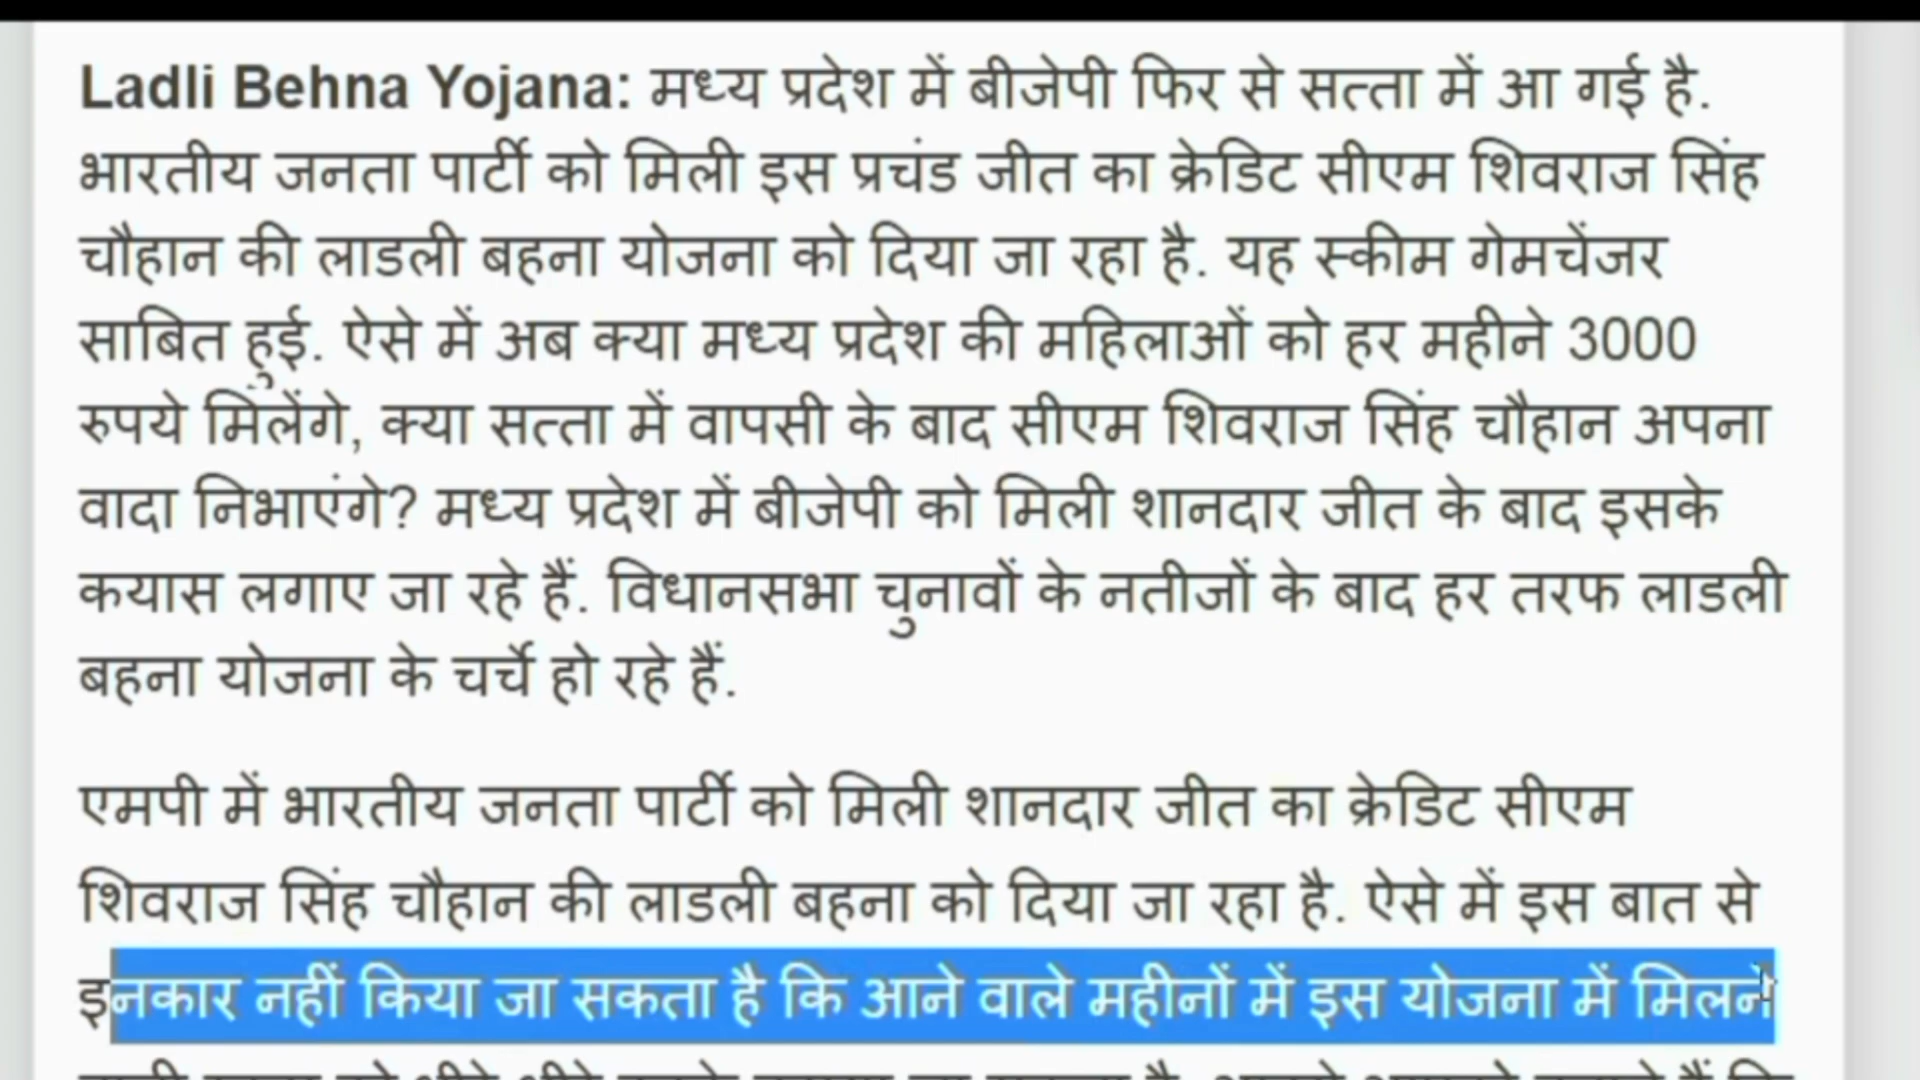 Ladli Behna Yojana: मध्य प्रदेश में बीजेपी फिर से सत्ता में आ गई है.
भारतीय जनता पार्टी को मिली इस प्रचंड जीत का क्रेडिट सीएम शिवराज सिंह
चौहान की लाडली बहना योजना को दिया जा रहा है. यह स्कीम गेमचेंजर
साबित हुई. ऐसे में अब क्या मध्य प्रदेश की महिलाओं को हर महीने 3000
रुपये मिलेंगे, क्या सत्ता में वापसी के बाद सीएम शिवराज सिंह चौहान अपना
वादा निभाएंगे? मध्य प्रदेश में बीजेपी को मिली शानदार जीत के बाद इसके
कयास लगाए जा रहे हैं. विधानसभा चुनावों के नतीजों के बाद हर तरफ लाडली
बहना योजना के चर्चे हो रहे हैं.
एमपी में भारतीय जनता पार्टी को मिली शानदार जीत का क्रेडिट सीएम
शिवराज सिंह चौहान की लाडली बहना को दिया जा रहा है. ऐसे में इस बात से
इनकार नहीं किया जा सकता है कि आने वाले महीनों में इस योजना में मिलने